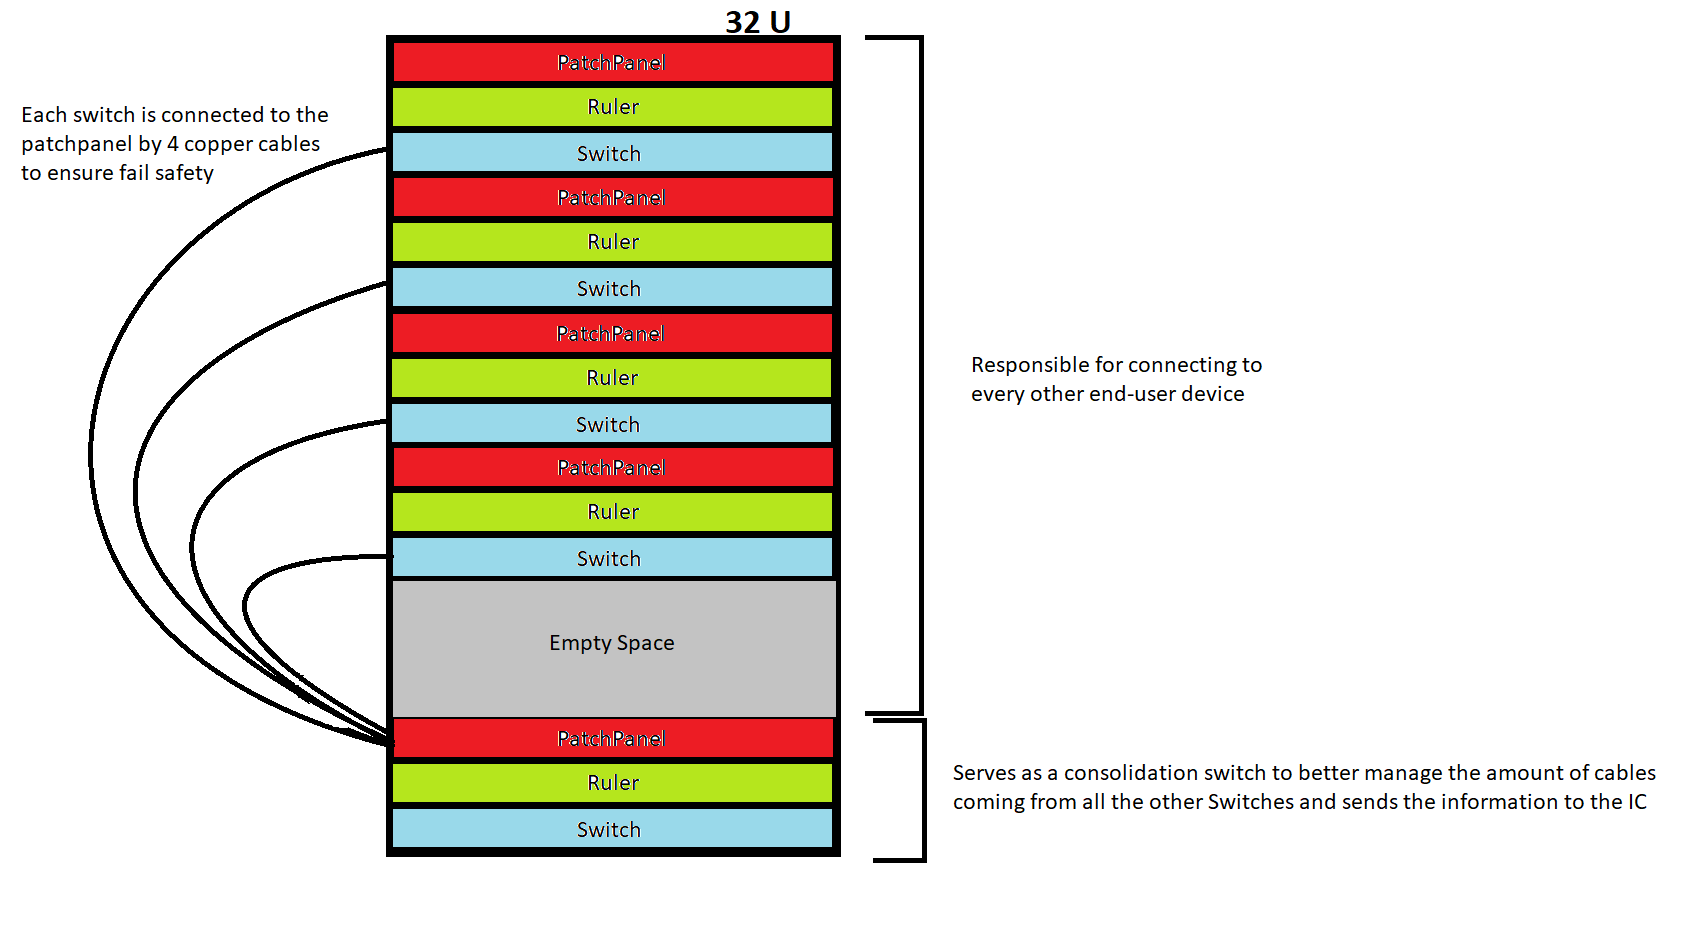 32 U
Each switch is connected to the
patchpanel by 4 copper cables
to ensure fail safety
PatchPanel
Ruler
Switch
PatchPanel
Ruler
Switch
PatchPanel
Ruler
Switch
PatchPanel
Ruler
Switch
Empty Space
PatchPanel
Ruler
Switch
Responsible for connecting to
every other end-user device
Serves as a consolidation switch to better manage the amount of cables
coming from all the other Switches and sends the information to the IC